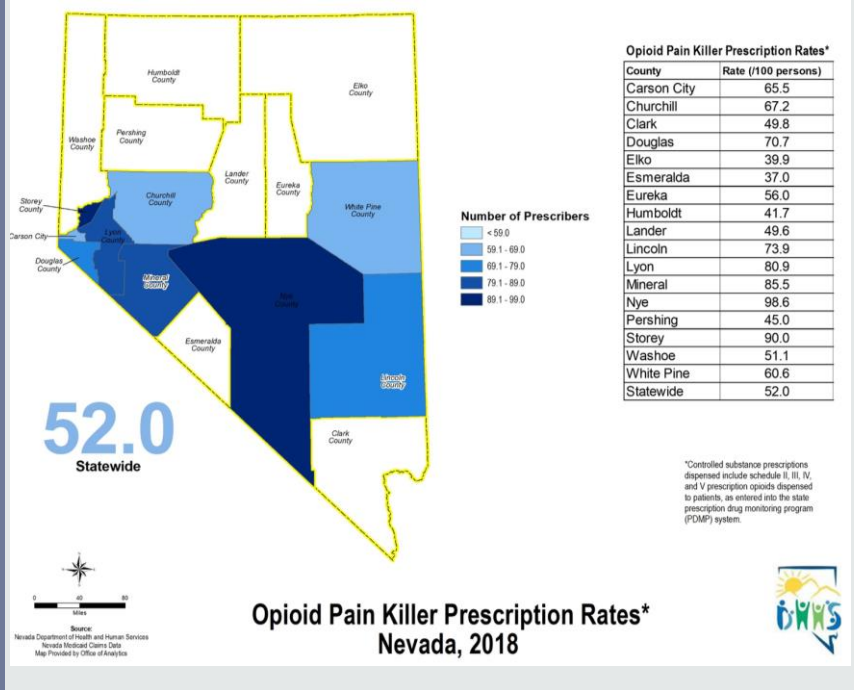 Humboldt
County
Elko
County
Washoe
County
Pershing
County
Lander
County
Eureka
County
Storey
County
Churchill
County
White Pine
County
Carson City
Lyon
County
Douglas
County
Mineral
County
Nye
County
Esmeralda
County
Lincoln
County
Clark
County
52.0
Statewide
Number of Prescribers
< 59.0
59.1 - 69.0
69.1 - 79.0
79.1 - 89.0
89.1 - 99.0
Opioid Pain Killer Prescription Rates*
County Rate (/100 persons)
Carson City 65.5
Churchill 67.2
Clark 49.8
Douglas 70.7
Elko 39.9
Esmeralda 37.0
Eureka 56.0
Humboldt 41.7
Lander 49.6
Lincoln 73.9
Lyon 80.9
Mineral 85.5
Nye 98.6
Pershing 45.0
Storey 90.0
Washoe 51.1
White Pine 60.6
Statewide 52.0
*Controlled substance prescriptions
dispensed include schedule II, III, IV,
and V prescription opioids dispensed
to patients, as entered into the state
prescription drug monitoring program
(PDMP) system.
0 40 80
Miles
Source:
Nevada Department of Health and Human Services
Nevada Medicaid Claims Data
Map Provided by Office of Analytics
Opioid Pain Killer Prescription Rates*
Nevada, 2018
DHHS